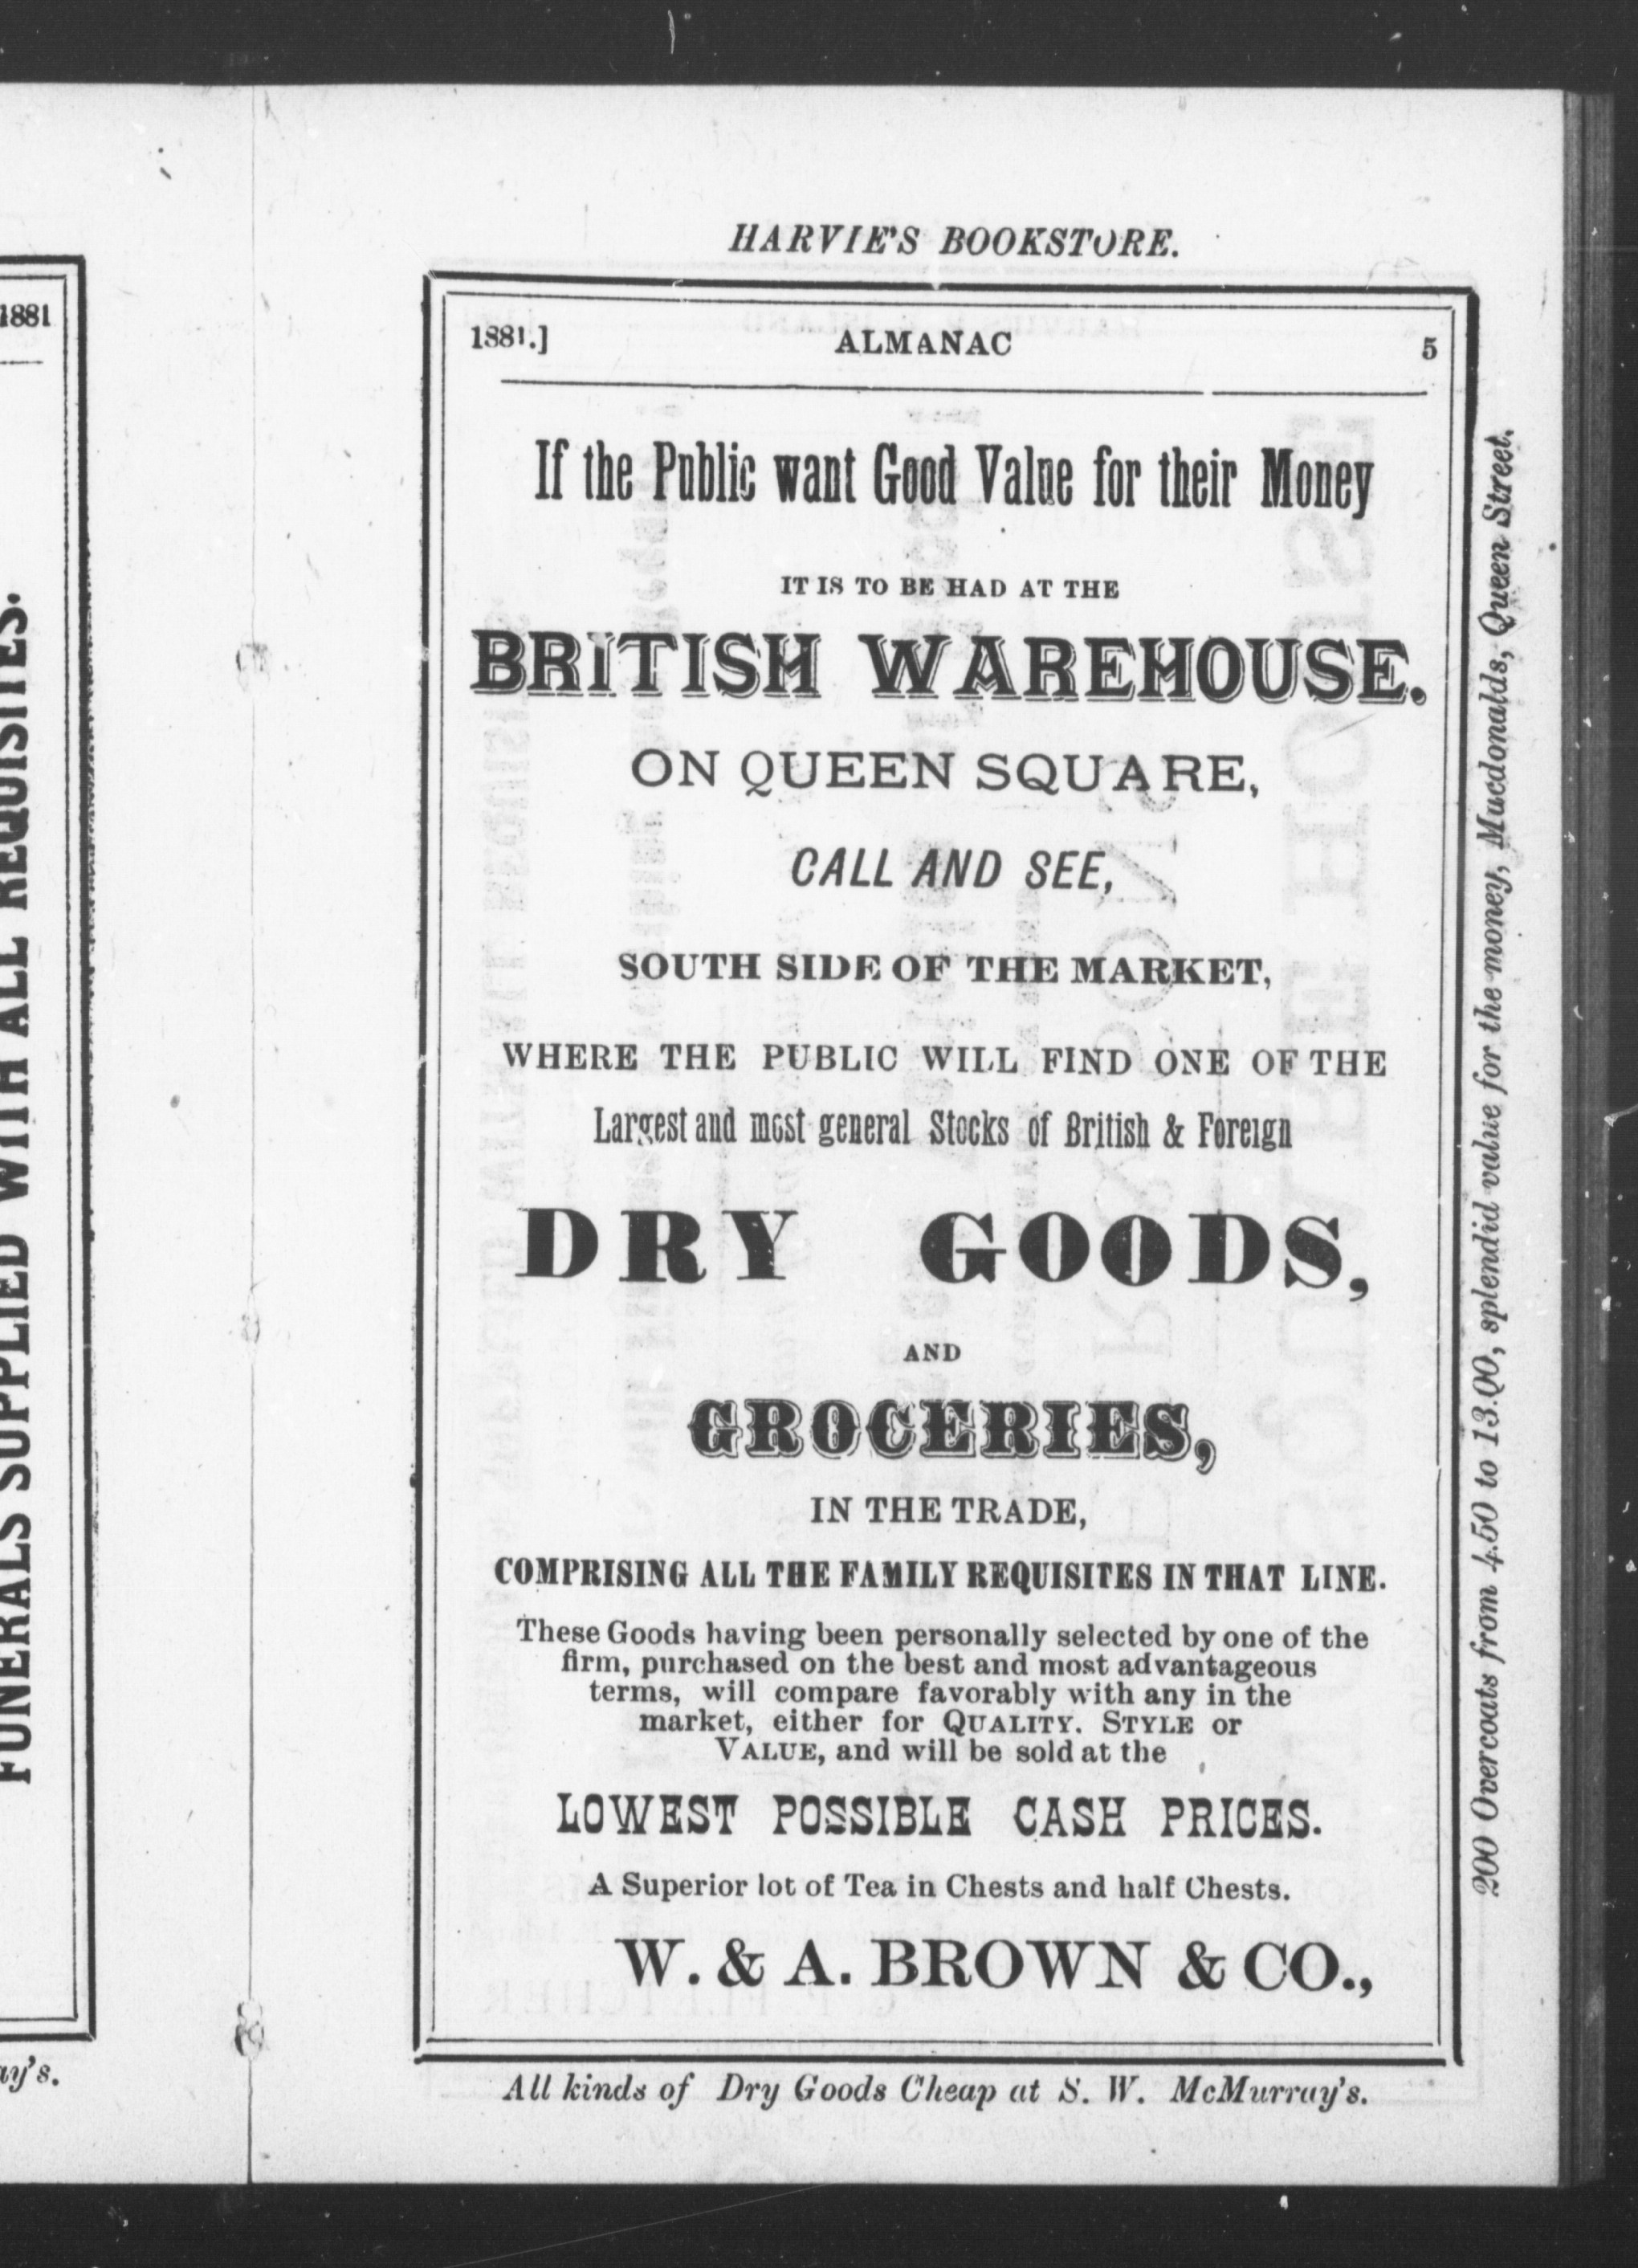 HARVIE'S BOOKSTORE.
1881.] ALMANAC 5
If the Public want Good Value for their Money
IT IS TO BE HAD AT THE
BRITISH WAREHOUSE.
ON QUEEN SQUARE,
CALL AND SEE,
SOUTH SIDE OF THE MARKET,
WHERE THE PUBLIC WILL FIND ONE OF THE
Largest and most general Stocks of British & Foreign
DRY GOODS,
AND
GROCERIES,
IN THE TRADE,
COMPRISING ALL THE FAMILY REQUISITES IN THAT LINE.
These Goods having been personally selected by one of the
firm, purchased on the best and most advantageous
terms, will compare favorably with any in the
market, either for QUALITY. STYLE or
VALUE, and will be sold at the
LOWEST POSSIBLE CASH PRICES.
A Superior lot of Tea in Chests and half Chests.
W. & A. BROWN & CO.,
All kinds of Dry Goods Cheap at S. W. McMurray's.
200 Overcoats from 4.50 to 13.00, splendid value for the money, Macdonalds, Queen Street.
1881
FUNERALS SUPPLIED WITH ALL REQUISITES.
ay's.